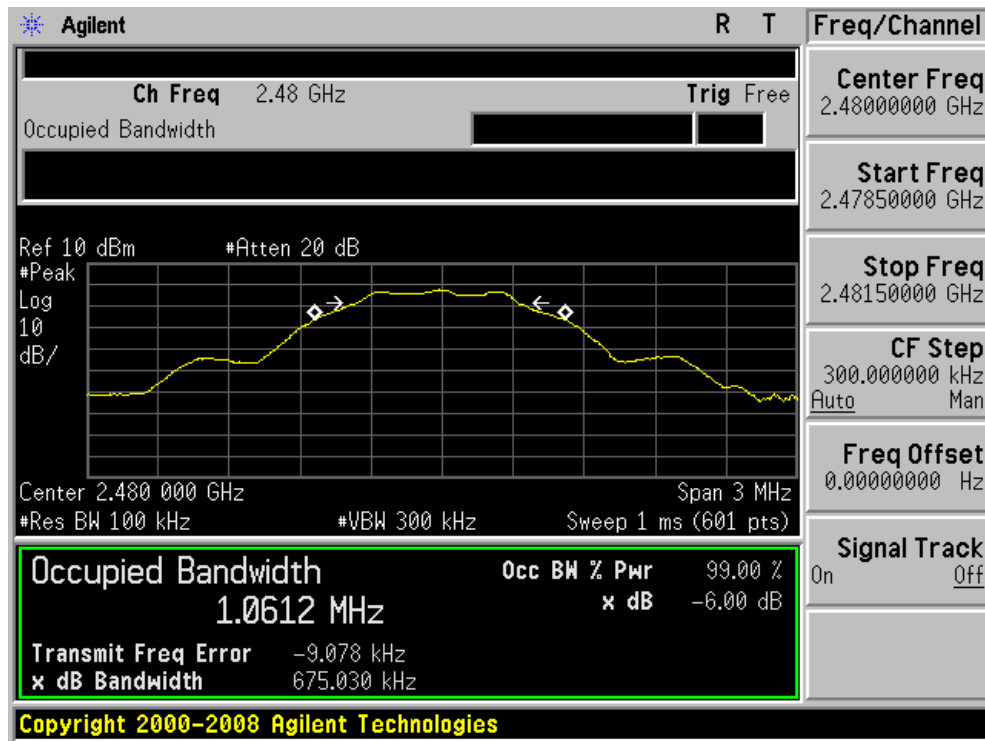 Agilent R T
Ch Freq 2.48 GHz Trig Free
Occupied Bandwidth
Ref 10 dBm #Atten 20 dB
#Peak
Log
10
dB/
Center 2.480 000 GHz Span 3 MHz
#Res BW 100 kHz #VBW 300 kHz Sweep 1 ms (601 pts)
Occupied Bandwidth
1.0612 MHz
Occ BW % Pwr 99.00 %
x dB -6.00 dB
Transmit Freq Error -9.078 kHz
x dB Bandwidth 675.030 kHz
Copyright 2000-2008 Agilent Technologies
Freq/Channel
Center Freq
2.48000000 GHz
Start Freq
2.47850000 GHz
Stop Freq
2.48150000 GHz
CF Step
300.000000 kHz
Auto Man
Freq Offset
0.00000000 Hz
Signal Track
On Off